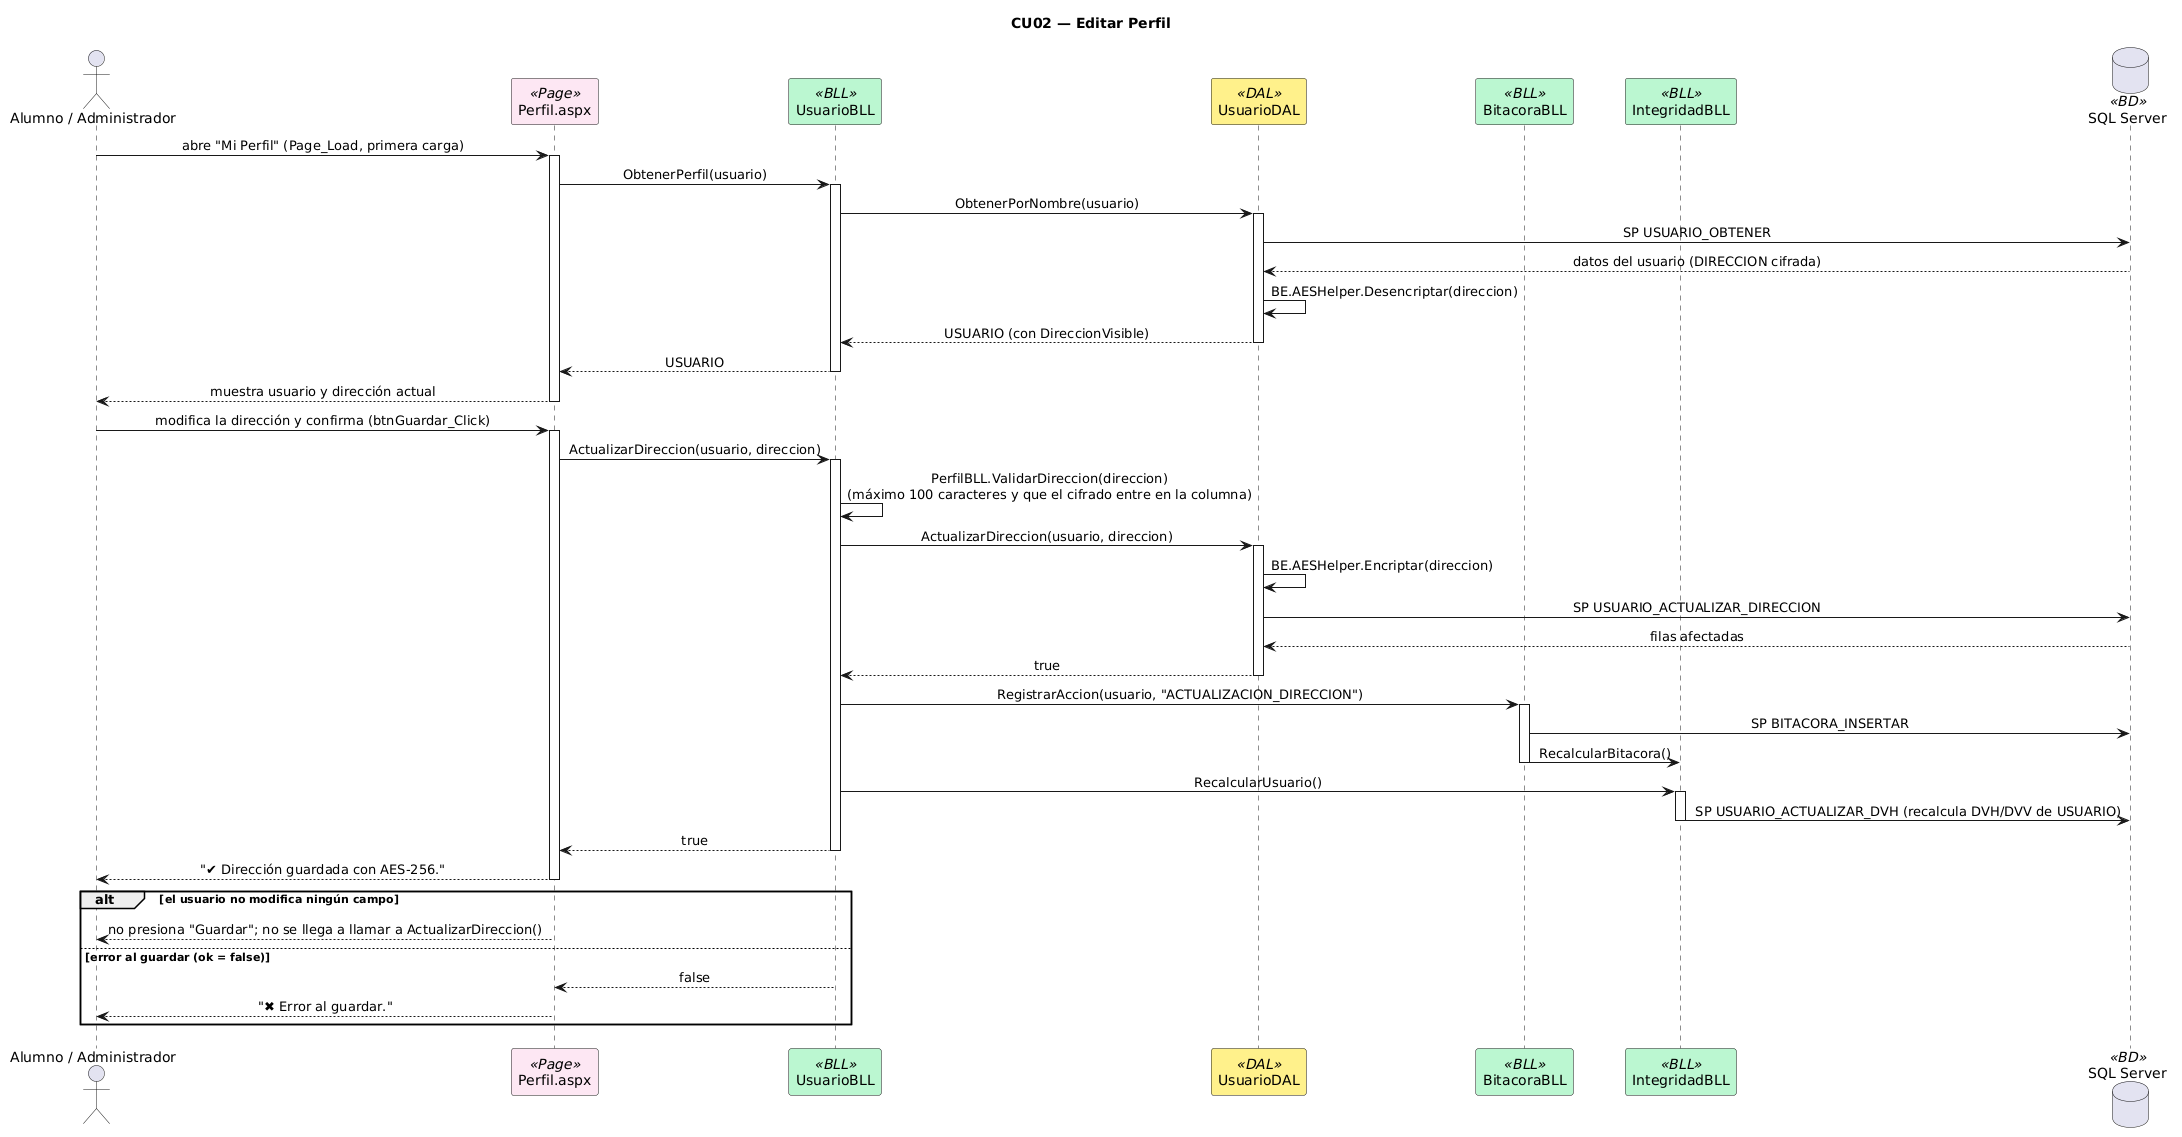 CU02 — Editar Perfil
Alumno / Administrador
«Page»
Perfil.aspx
«BLL»
UsuarioBLL
«DAL»
UsuarioDAL
«BLL»
BitacoraBLL
«BLL»
IntegridadBLL
«BD»
SQL Server
abre "Mi Perfil" (Page_Load, primera carga)
ObtenerPerfil(usuario)
ObtenerPorNombre(usuario)
SP USUARIO_OBTENER
datos del usuario (DIRECCION cifrada)
BE.AESHelper.Desencriptar(direccion)
USUARIO (con DireccionVisible)
USUARIO
muestra usuario y dirección actual
modifica la dirección y confirma (btnGuardar_Click)
ActualizarDireccion(usuario, direccion)
PerfilBLL.ValidarDireccion(direccion)
(máximo 100 caracteres y que el cifrado entre en la columna)
ActualizarDireccion(usuario, direccion)
BE.AESHelper.Encriptar(direccion)
SP USUARIO_ACTUALIZAR_DIRECCION
filas afectadas
true
RegistrarAccion(usuario, "ACTUALIZACION_DIRECCION")
SP BITACORA_INSERTAR
RecalcularBitacora()
RecalcularUsuario()
SP USUARIO_ACTUALIZAR_DVH (recalcula DVH/DVV de USUARIO)
true
"✔ Dirección guardada con AES-256."
alt [el usuario no modifica ningún campo]
no presiona "Guardar"; no se llega a llamar a ActualizarDireccion()
[error al guardar (ok = false)]
false
"✖ Error al guardar."
Alumno / Administrador
«Page»
Perfil.aspx
«BLL»
UsuarioBLL
«DAL»
UsuarioDAL
«BLL»
BitacoraBLL
«BLL»
IntegridadBLL
«BD»
SQL Server